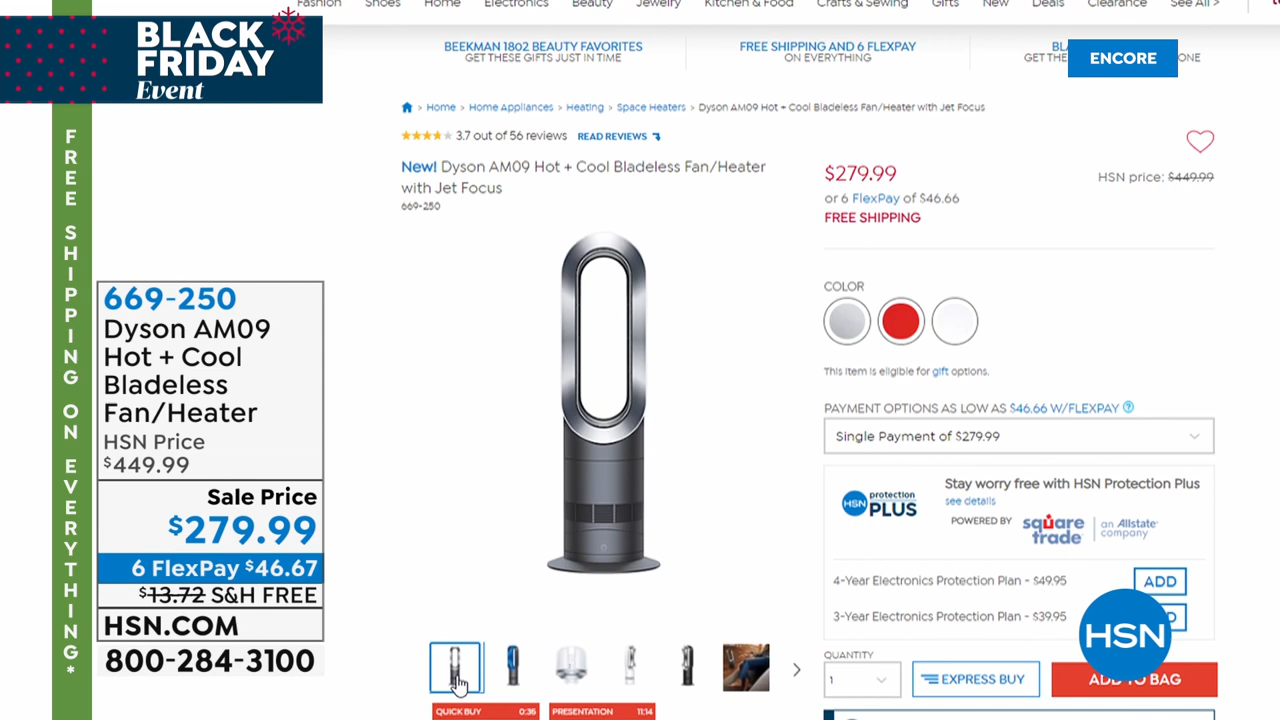 BLACK
FRIDAY
Event
FREE SHIPPING ON EVERYTHING*
669-250
Dyson AM09
Hot + Cool
Bladeless
Fan/Heater
HSN Price
$449.99
Sale Price
$279.99
6 FlexPay $46.67
$13.72 S&H FREE
HSN.COM
800-284-3100
Fashion Shoes Home Electronics Beauty Jewelry Kitchen & Food Crafts & Sewing Gifts New Deals Clearance See All >
BEEKMAN 1802 BEAUTY FAVORITES
GET THESE GIFTS JUST IN TIME
FREE SHIPPING AND 6 FLEXPAY
ON EVERYTHING
ENCORE
Home > Home Appliances > Heating > Space Heaters > Dyson AM09 Hot + Cool Bladeless Fan/Heater with Jet Focus
3.7 out of 56 reviews READ REVIEWS
New! Dyson AM09 Hot + Cool Bladeless Fan/Heater
with Jet Focus
669-250
$279.99
HSN price: $449.99
or 6 FlexPay of $46.66
FREE SHIPPING
COLOR
This item is eligible for gift options.
PAYMENT OPTIONS AS LOW AS $46.66 W/FLEXPAY
Single Payment of $279.99
HSN protection PLUS
Stay worry free with HSN Protection Plus
see details
POWERED BY square trade | an Allstate company
4-Year Electronics Protection Plan - $49.95 ADD
3-Year Electronics Protection Plan - $39.95
HSN
QUANTITY
1
EXPRESS BUY
ADD TO BAG
QUICK BUY 0:36
PRESENTATION 11:14